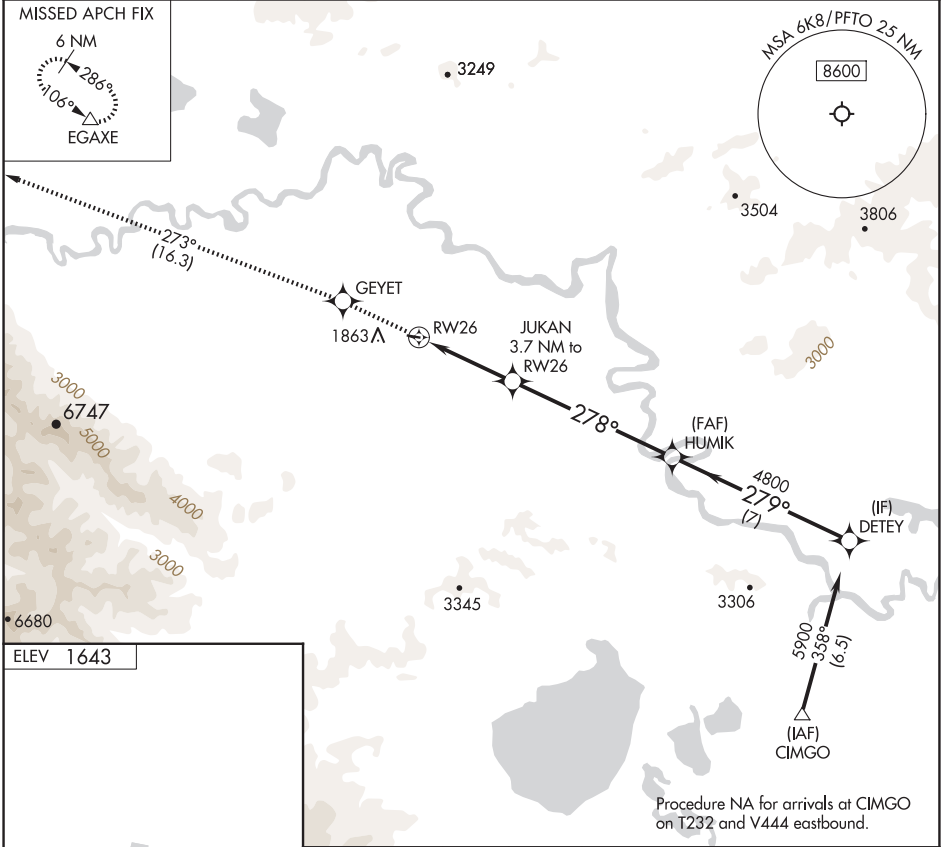 MISSED APCH FIX
6 NM
286°
106°
EGAXE
3249
MSA 6K8/PFTO 25 NM
8600
3504
3806
273°
(16.3)
GEYET
1863
RW26
JUKAN
3.7 NM to
RW26
3000
3000
6747
5000
4000
3000
278°
(FAF)
HUMIK
4800
279°
(7)
(IF)
DETEY
3345
3306
6680
5900
358°
(6.5)
(IAF)
CIMGO
ELEV 1643
Procedure NA for arrivals at CIMGO
on T232 and V444 eastbound.